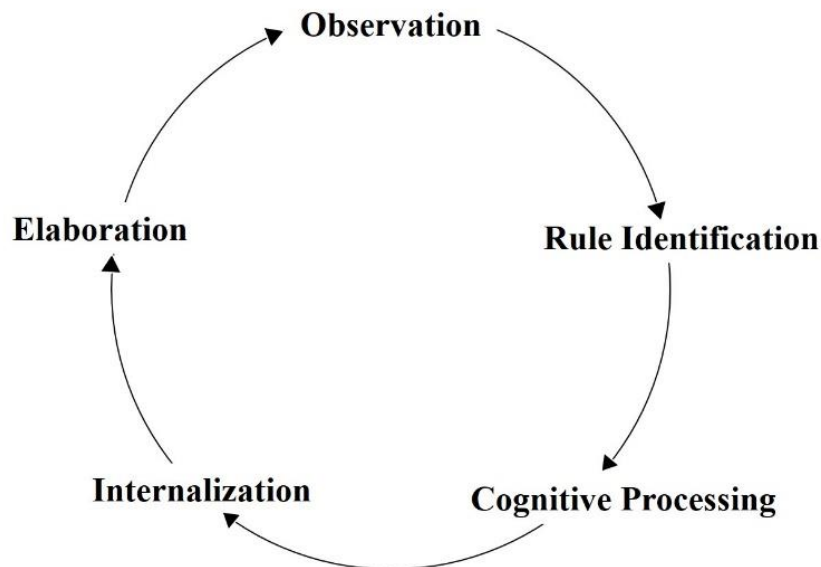 Observation
Rule Identification
Cognitive Processing
Internalization
Elaboration